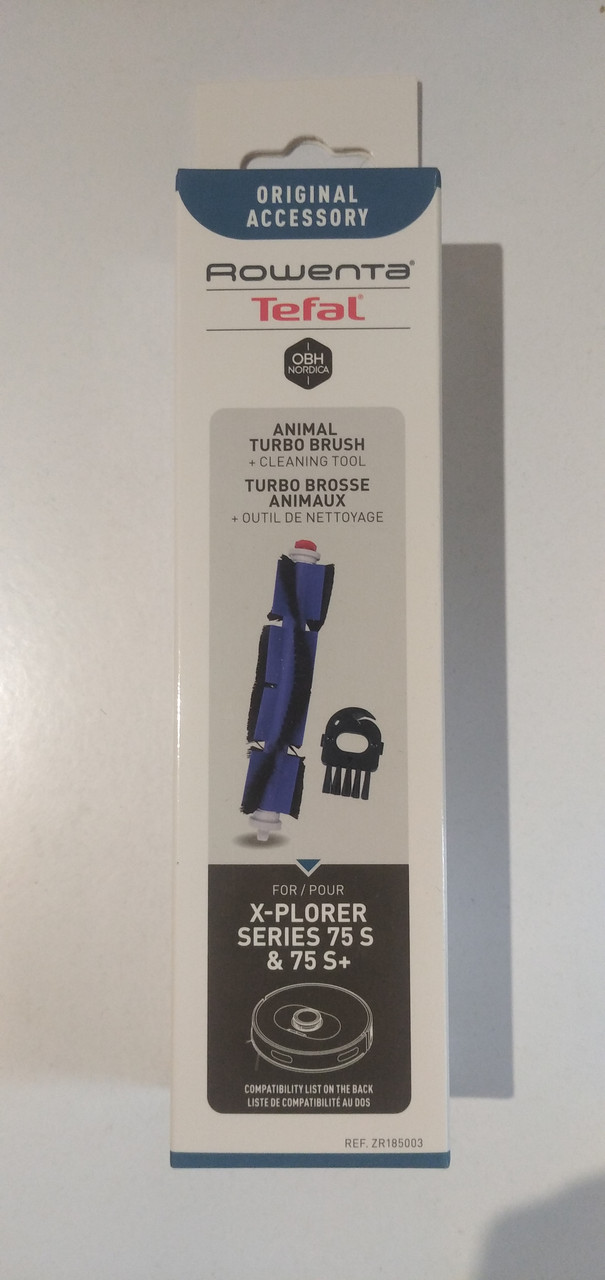 ORIGINAL
ACCESSORY
Rowenta®
Tefal®
OBH
NORDICA
ANIMAL
TURBO BRUSH
+ CLEANING TOOL
TURBO BROSSE
ANIMAUX
+ OUTIL DE NETTOYAGE
FOR / POUR
X-PLORER
SERIES 75 S
& 75 S+
COMPATIBILITY LIST ON THE BACK
LISTE DE COMPATIBILITÉ AU DOS
REF. ZR185003